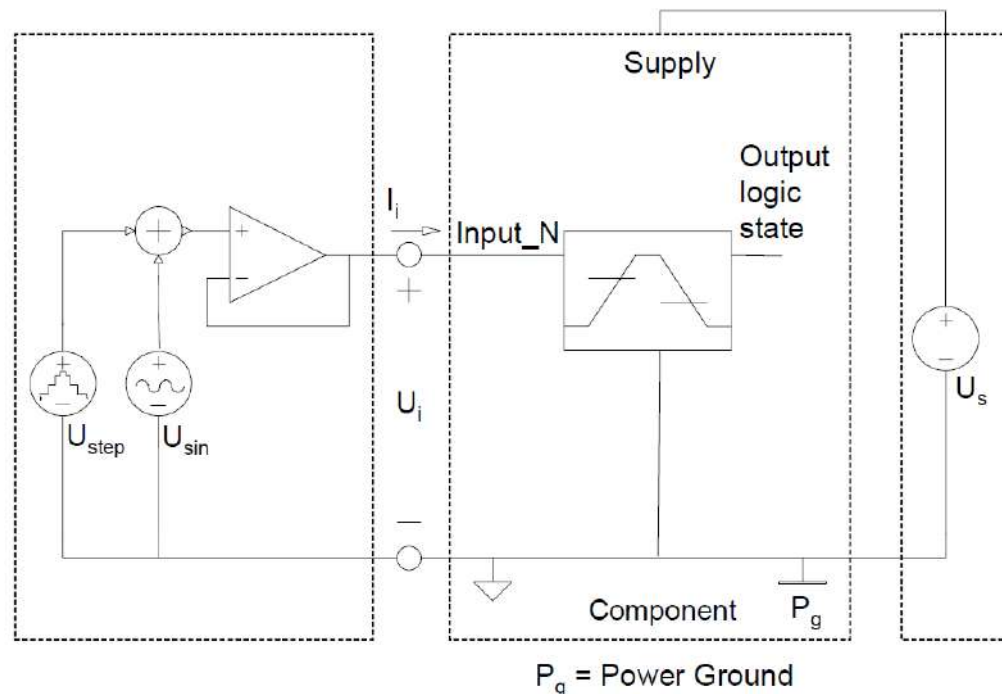 Supply
Output
logic
state
I_i
Input_N
+
+
−
+
U_i
+
−
U_step
+
−
U_sin
+
−
U_s
−
Component
P_g
P_g = Power Ground